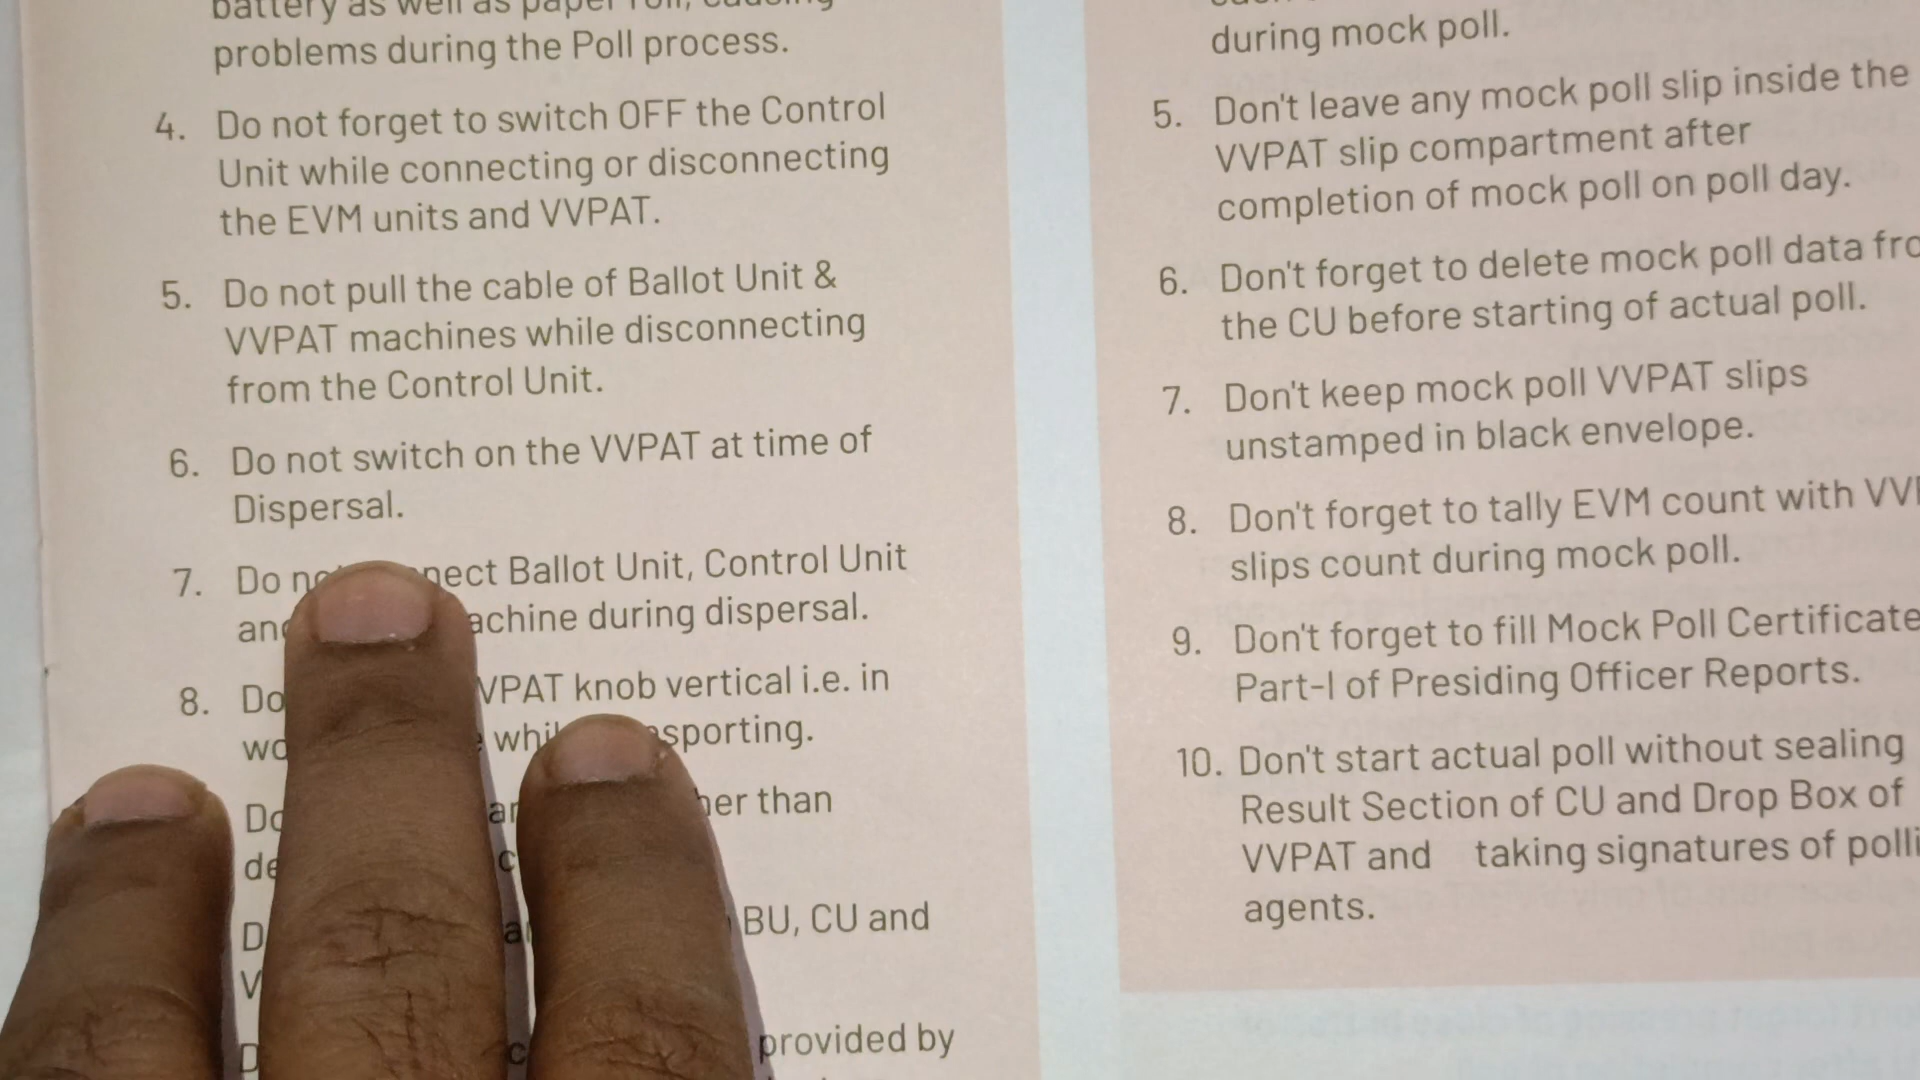 problems during the Poll process.
4. Do not forget to switch OFF the Control
Unit while connecting or disconnecting
the EVM units and VVPAT.
5. Do not pull the cable of Ballot Unit &
VVPAT machines while disconnecting
from the Control Unit.
6. Do not switch on the VVPAT at time of
Dispersal.
7. Do Ballot Unit, Control Unit
during dispersal.
8. Do knob vertical i.e. in
than
BU, CU and
provided by
during mock poll.
5. Don't leave any mock poll slip inside the
VVPAT slip compartment after
completion of mock poll on poll day.
6. Don't forget to delete mock poll data
the CU before starting of actual poll.
7. Don't keep mock poll VVPAT slips
unstamped in black envelope.
8. Don't forget to tally EVM count with
slips count during mock poll.
9. Don't forget to fill Mock Poll Certificate
Part-I of Presiding Officer Reports.
10. Don't start actual poll without sealing
Result Section of CU and Drop Box of
VVPAT and taking signatures of
agents.